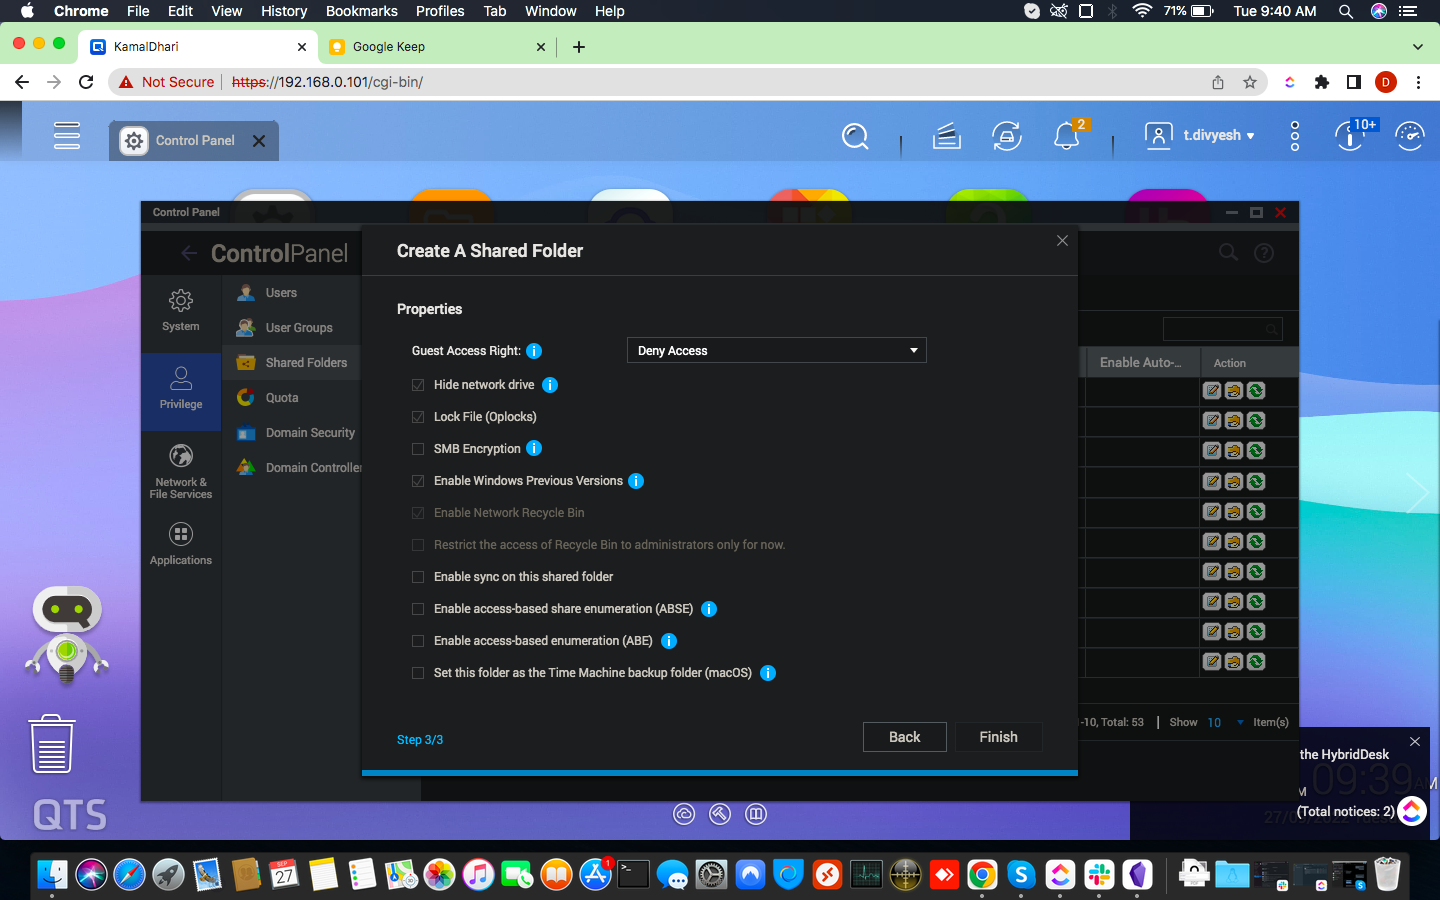 Chrome File Edit View History Bookmarks Profiles Tab Window Help 71% Tue 9:40 AM
KamalDhari Google Keep
Not Secure https://192.168.0.101/cgi-bin/ D
Control Panel 2 t.divyesh 10+
Control Panel
ControlPanel
Create A Shared Folder
System
Privilege
Network &
File Services
Applications
Users
User Groups
Shared Folders
Quota
Domain Security
Domain Controller
Properties
Guest Access Right: Deny Access
Hide network drive
Lock File (Oplocks)
SMB Encryption
Enable Windows Previous Versions
Enable Network Recycle Bin
Restrict the access of Recycle Bin to administrators only for now.
Enable sync on this shared folder
Enable access-based share enumeration (ABSE)
Enable access-based enumeration (ABE)
Set this folder as the Time Machine backup folder (macOS)
Step 3/3 Back Finish
Enable Auto-... Action
-10, Total: 53 | Show 10 Item(s)
the HybridDesk
09:39 AM
(Total notices: 2)
QTS
SEP
27
1